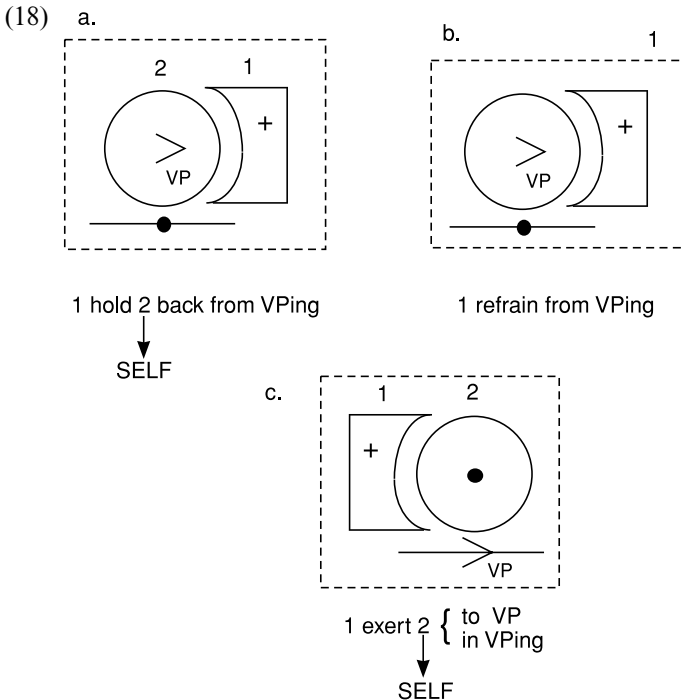 (18) a.
b.
1
2 1
+
VP
+
VP
1 hold 2 back from VPing
SELF
1 refrain from VPing
c.
1 2
+
VP
1 exert 2 { to VP
in VPing
SELF